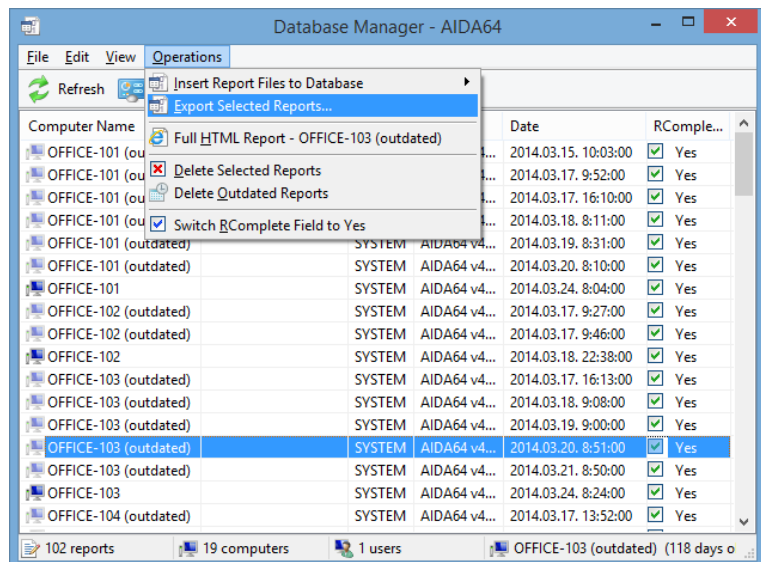 Database Manager - AIDA64
File Edit View Operations
Refresh
Insert Report Files to Database
Export Selected Reports...
Full HTML Report - OFFICE-103 (outdated)
Delete Selected Reports
Delete Outdated Reports
Switch RComplete Field to Yes
Computer Name Date RComple...
OFFICE-101 (ou 2014.03.15. 10:03:00 Yes
OFFICE-101 (ou 2014.03.17. 9:52:00 Yes
OFFICE-101 (ou 2014.03.17. 16:10:00 Yes
OFFICE-101 (ou 2014.03.18. 8:11:00 Yes
OFFICE-101 (outdated) SYSTEM AIDA64 v4... 2014.03.19. 8:31:00 Yes
OFFICE-101 (outdated) SYSTEM AIDA64 v4... 2014.03.20. 8:10:00 Yes
OFFICE-101 SYSTEM AIDA64 v4... 2014.03.24. 8:04:00 Yes
OFFICE-102 (outdated) SYSTEM AIDA64 v4... 2014.03.17. 9:27:00 Yes
OFFICE-102 (outdated) SYSTEM AIDA64 v4... 2014.03.17. 9:46:00 Yes
OFFICE-102 SYSTEM AIDA64 v4... 2014.03.18. 22:38:00 Yes
OFFICE-103 (outdated) SYSTEM AIDA64 v4... 2014.03.17. 16:13:00 Yes
OFFICE-103 (outdated) SYSTEM AIDA64 v4... 2014.03.18. 9:08:00 Yes
OFFICE-103 (outdated) SYSTEM AIDA64 v4... 2014.03.19. 9:00:00 Yes
OFFICE-103 (outdated) SYSTEM AIDA64 v4... 2014.03.20. 8:51:00 Yes
OFFICE-103 (outdated) SYSTEM AIDA64 v4... 2014.03.21. 8:50:00 Yes
OFFICE-103 SYSTEM AIDA64 v4... 2014.03.24. 8:24:00 Yes
OFFICE-104 (outdated) SYSTEM AIDA64 v4... 2014.03.17. 13:52:00 Yes
102 reports 19 computers 1 users OFFICE-103 (outdated) (118 days o